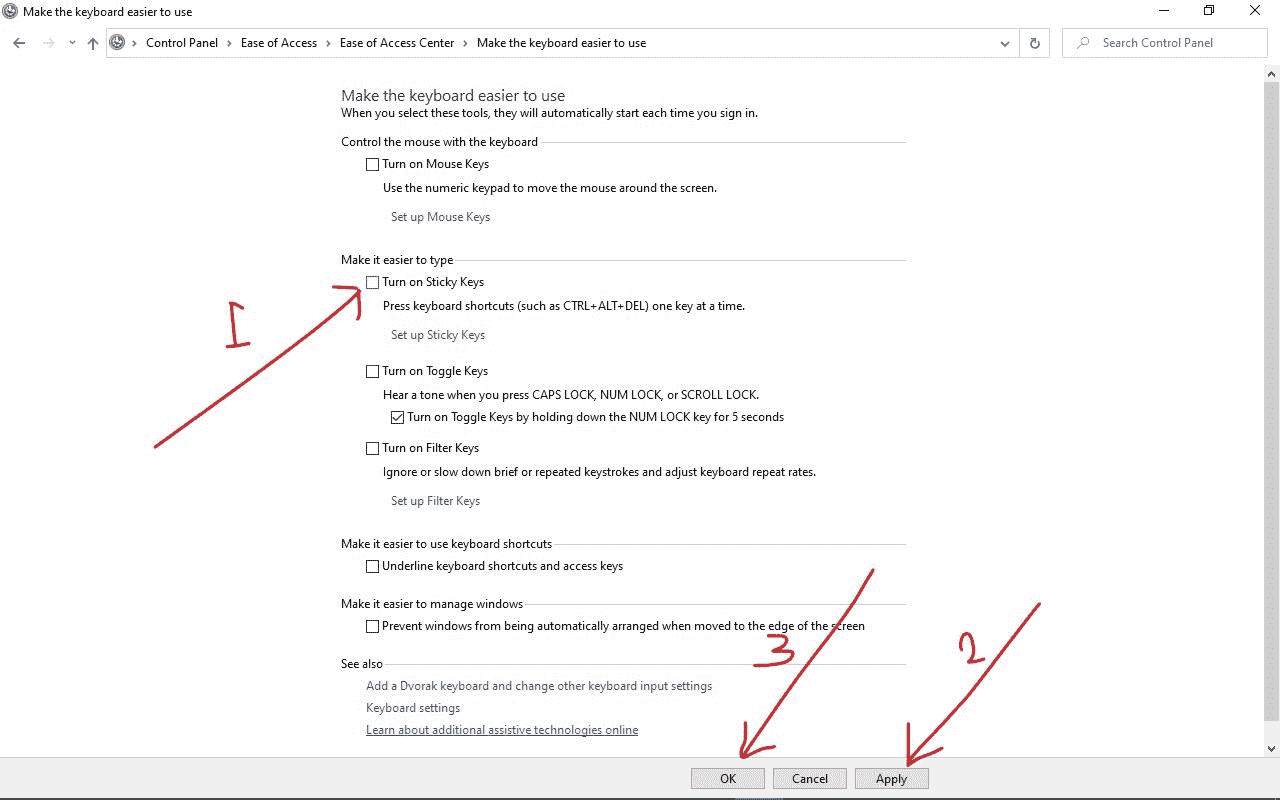 Make the keyboard easier to use
Control Panel > Ease of Access > Ease of Access Center > Make the keyboard easier to use
Search Control Panel
Make the keyboard easier to use
When you select these tools, they will automatically start each time you sign in.
Control the mouse with the keyboard
Turn on Mouse Keys
Use the numeric keypad to move the mouse around the screen.
Set up Mouse Keys
Make it easier to type
Turn on Sticky Keys
Press keyboard shortcuts (such as CTRL+ALT+DEL) one key at a time.
1
Set up Sticky Keys
Turn on Toggle Keys
Hear a tone when you press CAPS LOCK, NUM LOCK, or SCROLL LOCK.
Turn on Toggle Keys by holding down the NUM LOCK key for 5 seconds
Turn on Filter Keys
Ignore or slow down brief or repeated keystrokes and adjust keyboard repeat rates.
Set up Filter Keys
Make it easier to use keyboard shortcuts
Underline keyboard shortcuts and access keys
Make it easier to manage windows
Prevent windows from being automatically arranged when moved to the edge of the screen
3
2
See also
Add a Dvorak keyboard and change other keyboard input settings
Keyboard settings
Learn about additional assistive technologies online
OK
Cancel
Apply